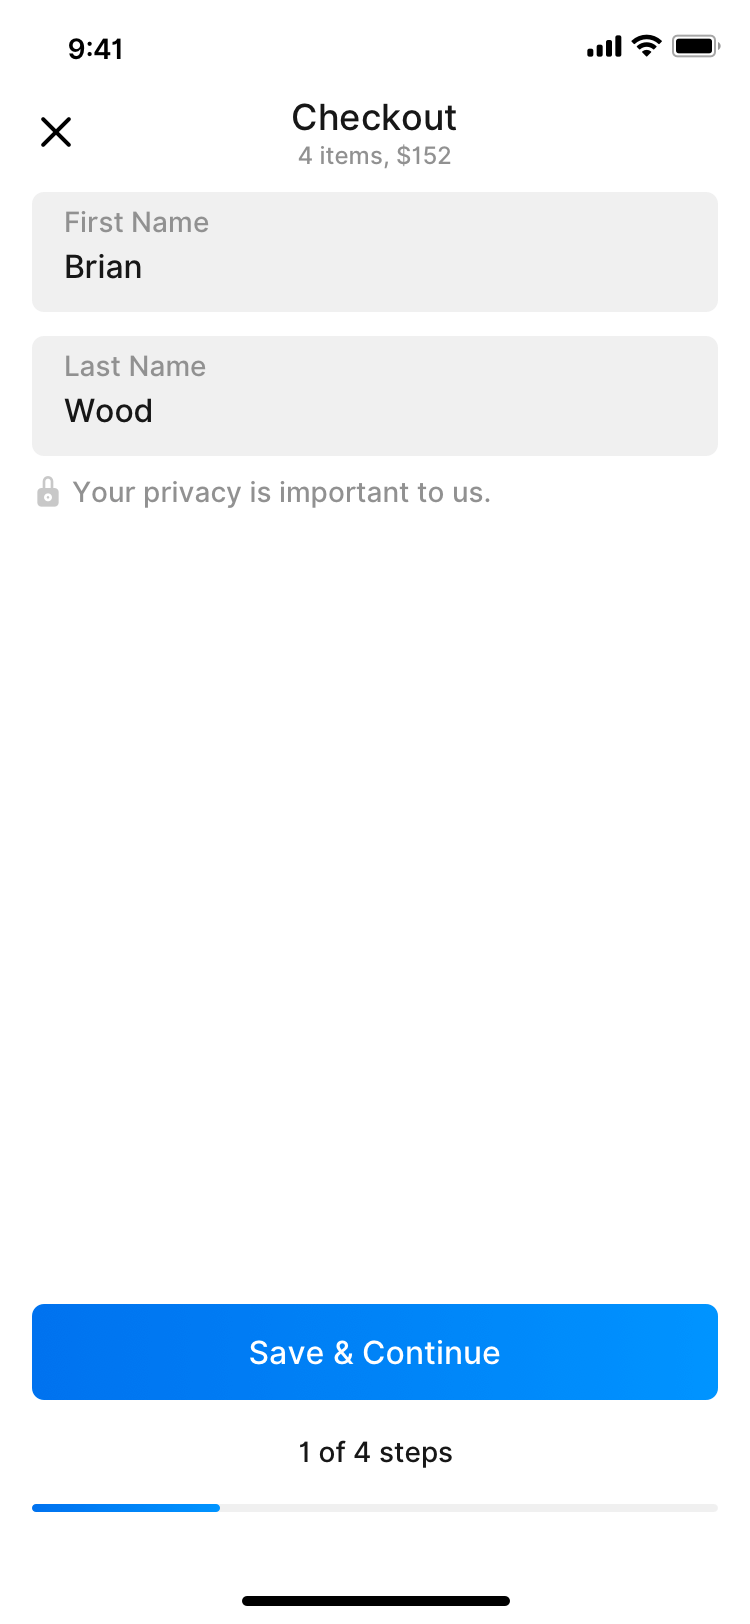 9:41
Checkout
4 items, $152
First Name
Brian
Last Name
Wood
Your privacy is important to us.
Save & Continue
1 of 4 steps